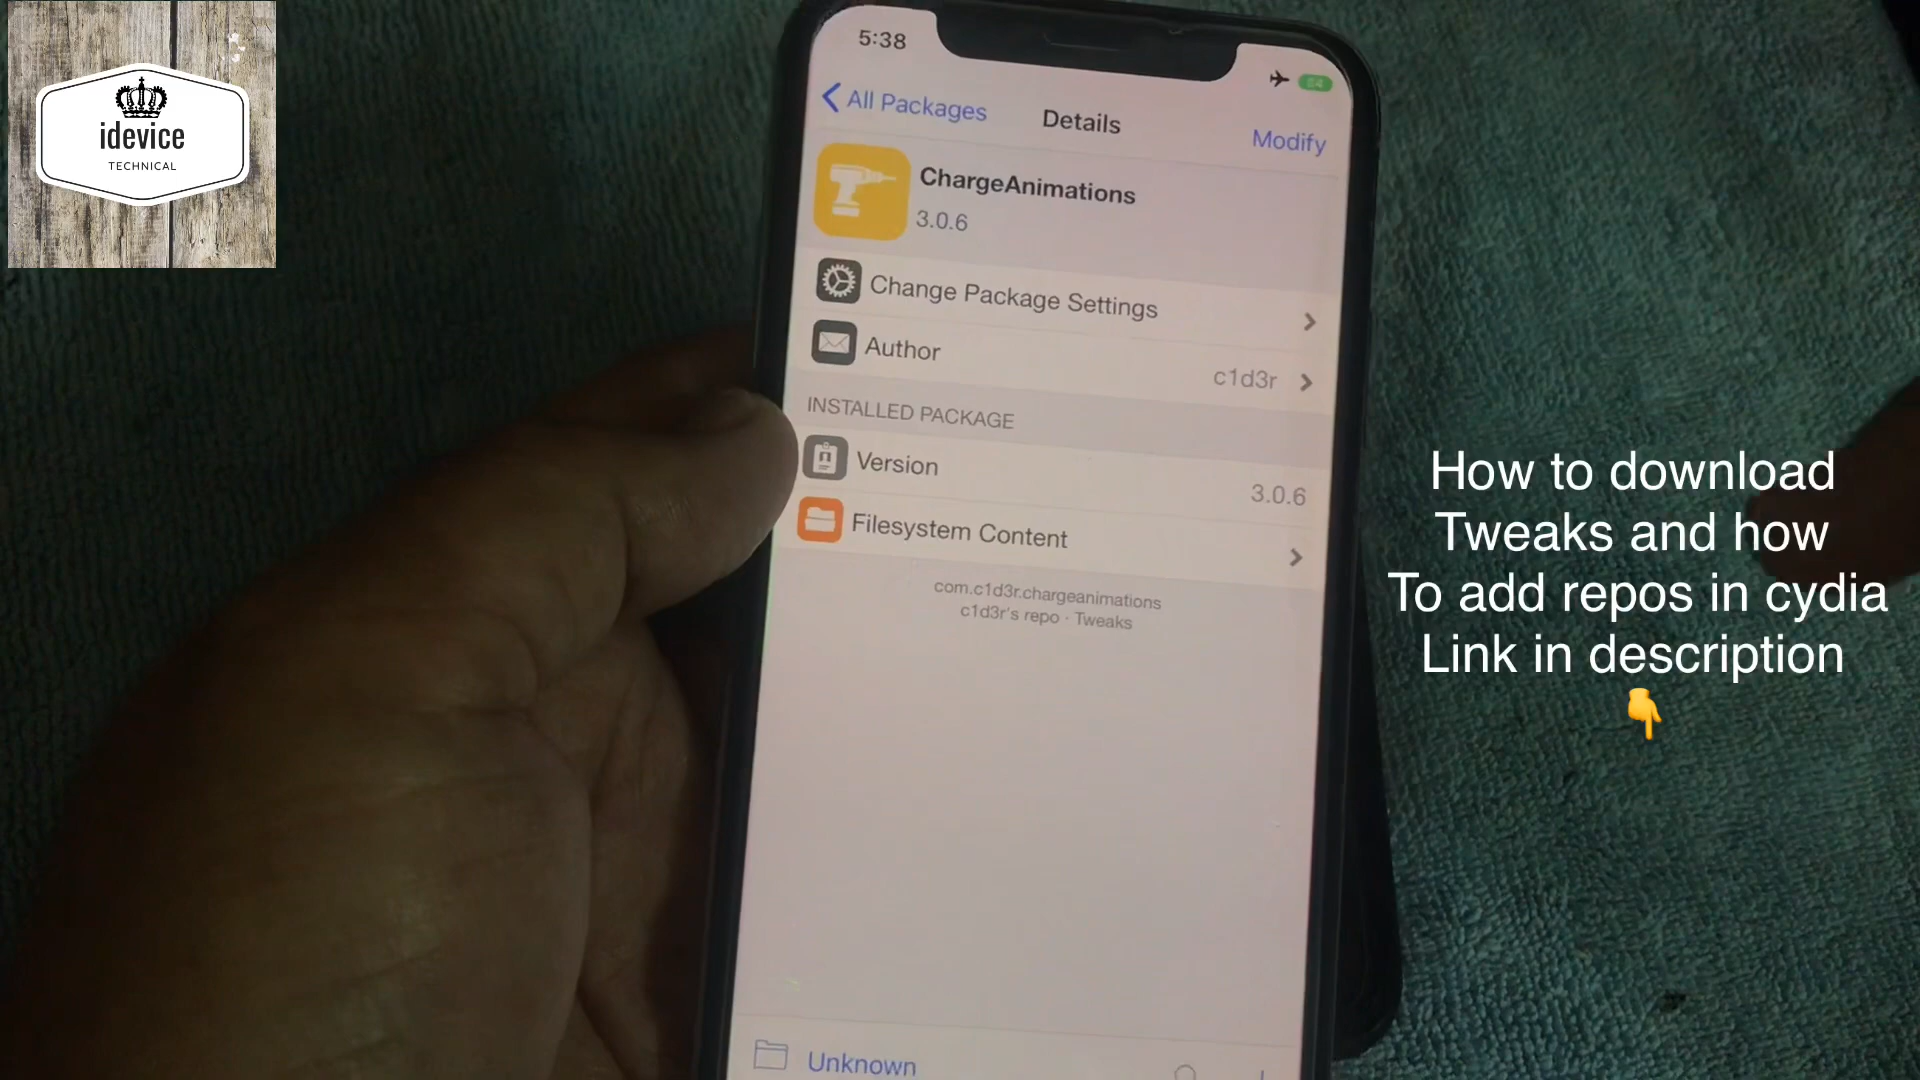 idevice
TECHNICAL
5:38
All Packages
Details
Modify
ChargeAnimations
3.0.6
Change Package Settings
Author
c1d3r
INSTALLED PACKAGE
Version
3.0.6
Filesystem Content
com.c1d3r.chargeanimations
c1d3r's repo · Tweaks
Unknown
How to download
Tweaks and how
To add repos in cydia
Link in description
👇